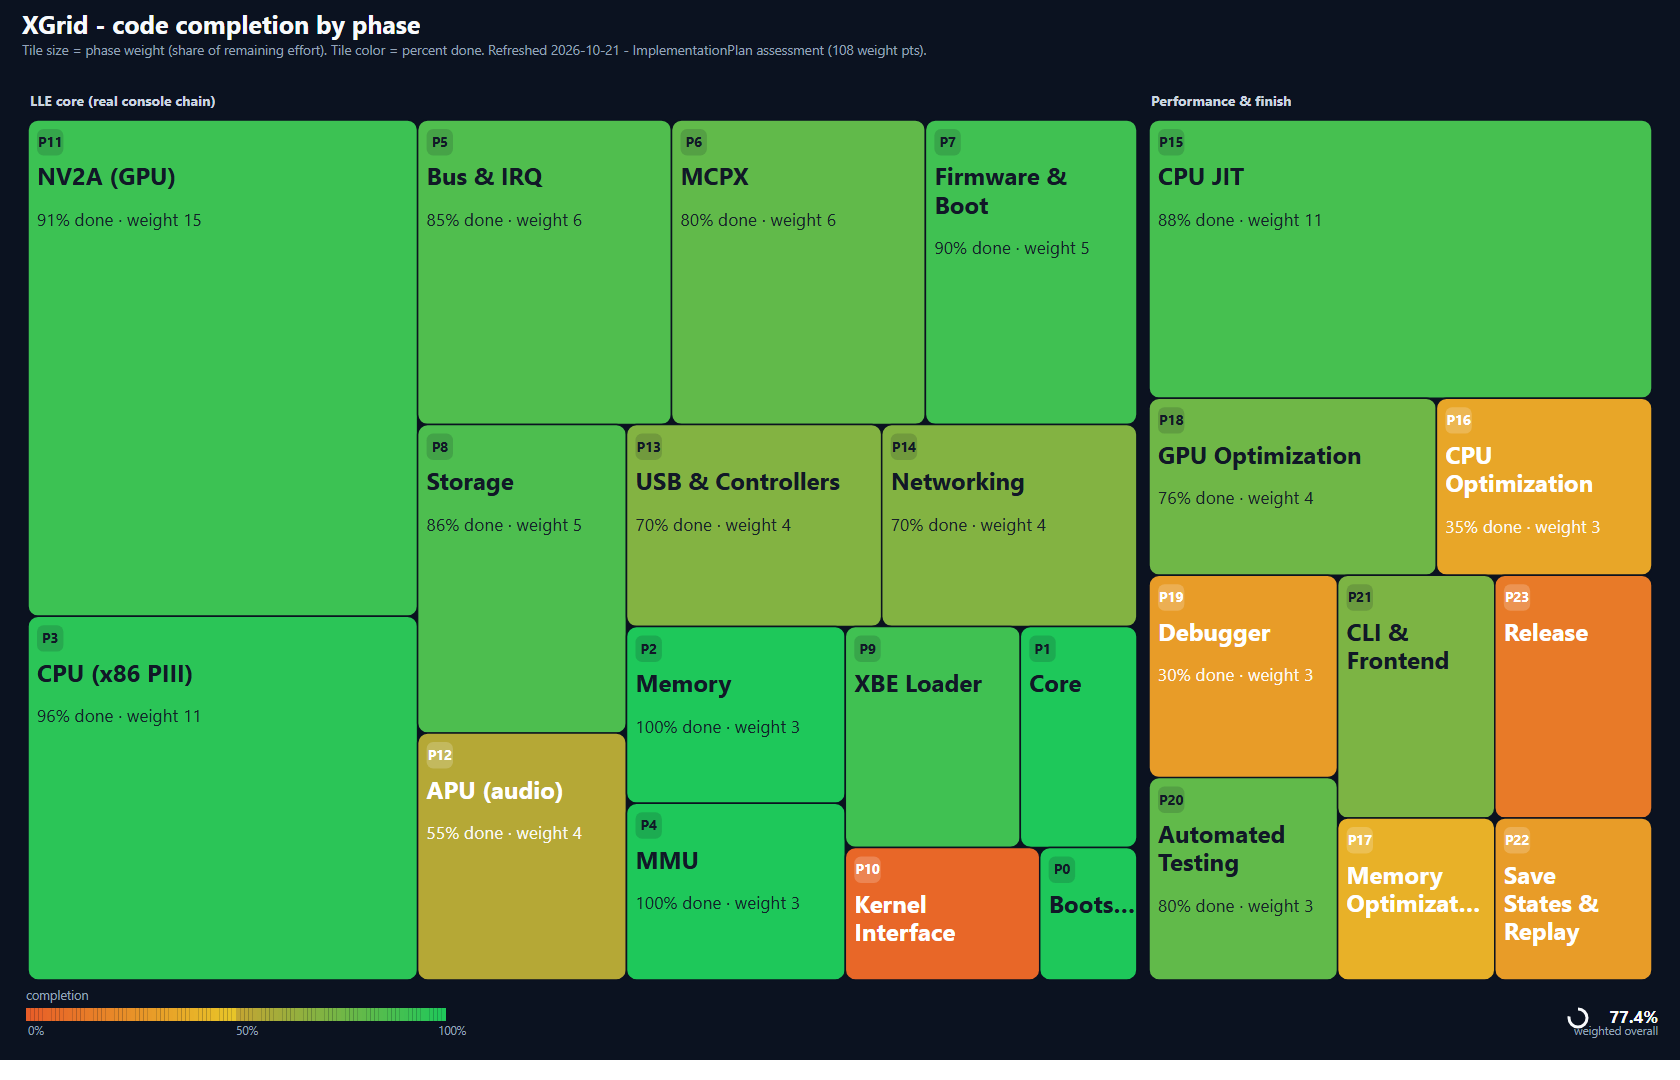 XGrid - code completion by phase
Tile size = phase weight (share of remaining effort). Tile color = percent done. Refreshed 2026-10-21 - ImplementationPlan assessment (108 weight pts).
LLE core (real console chain)
P11
NV2A (GPU)
91% done · weight 15
P5
Bus & IRQ
85% done · weight 6
P6
MCPX
80% done · weight 6
P7
Firmware &
Boot
90% done · weight 5
P8
Storage
86% done · weight 5
P13
USB & Controllers
70% done · weight 4
P14
Networking
70% done · weight 4
P3
CPU (x86 PIII)
96% done · weight 11
P12
APU (audio)
55% done · weight 4
P2
Memory
100% done · weight 3
P9
XBE Loader
P1
Core
P4
MMU
100% done · weight 3
P10
Kernel
Interface
P0
Boots...
Performance & finish
P15
CPU JIT
88% done · weight 11
P18
GPU Optimization
76% done · weight 4
P16
CPU
Optimization
35% done · weight 3
P19
Debugger
30% done · weight 3
P21
CLI &
Frontend
P23
Release
P20
Automated
Testing
80% done · weight 3
P17
Memory
Optimizat...
P22
Save
States &
Replay
completion
0%
50%
100%
77.4%
weighted overall